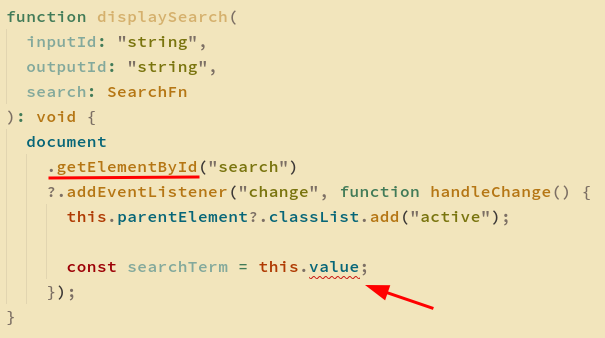 function displaySearch(
  inputId: "string",
  outputId: "string",
  search: SearchFn
): void {
  document
    .getElementById("search")
    ?.addEventListener("change", function handleChange() {
      this.parentElement?.classList.add("active");

      const searchTerm = this.value;
    });
}